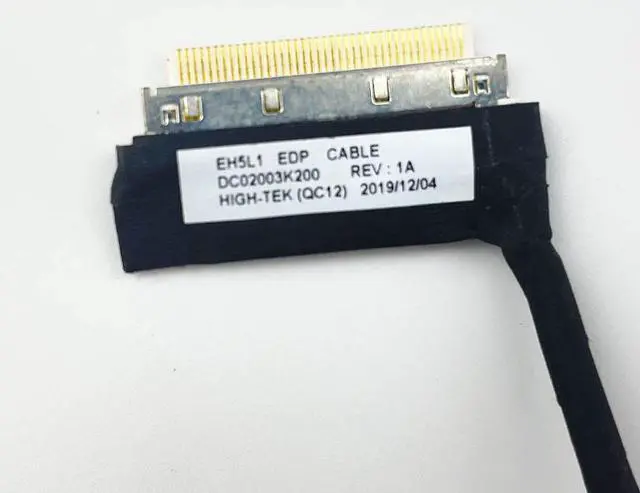 EH5L1 EDP CABLE
DC02003K200 REV : 1A
HIGH-TEK (QC12) 2019/12/04